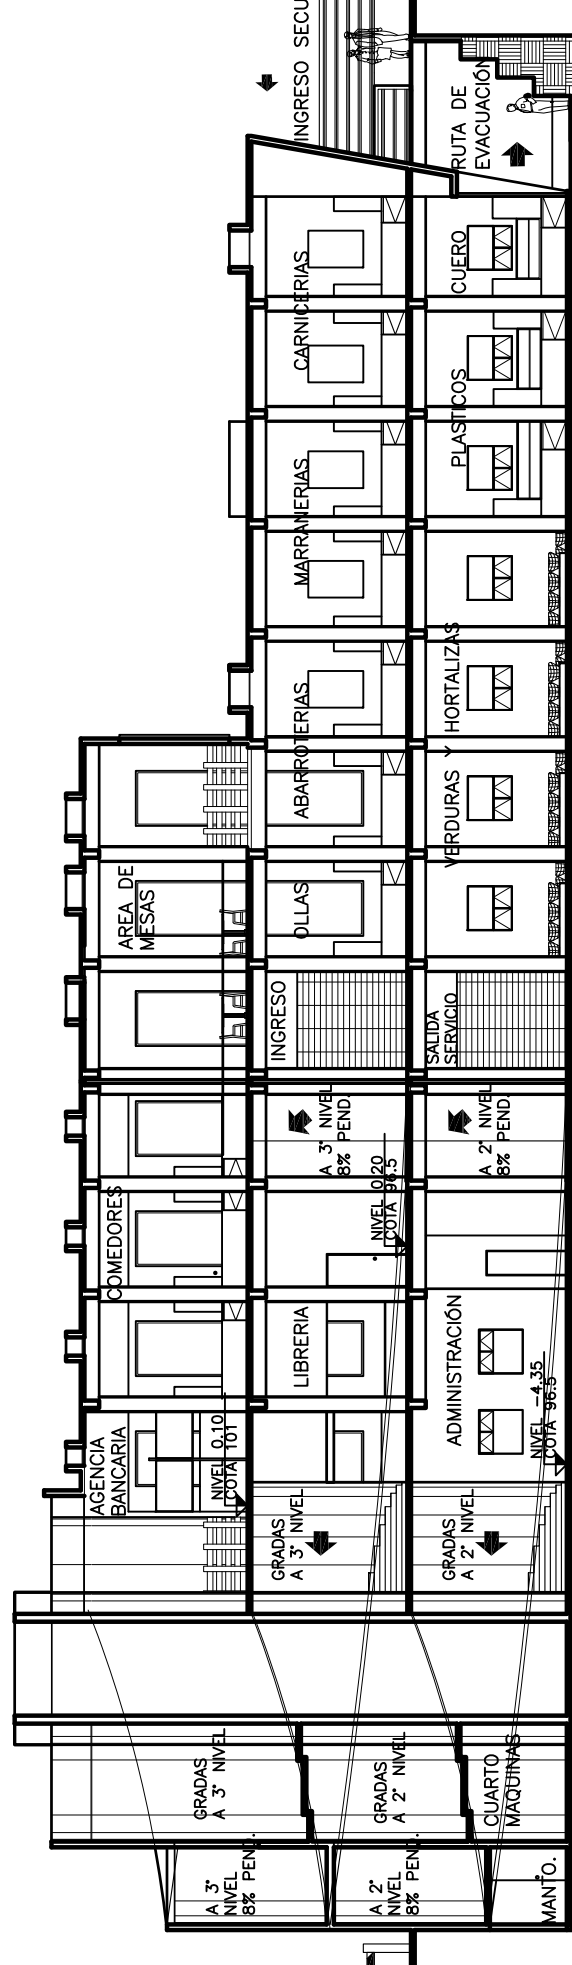 AGENCIA
BANCARIA
COMEDORES
AREA DE
MESAS
GRADAS
A 3° NIVEL
NIVEL 0.10
COTA 101
A 3°
NIVEL
8% PEND.
GRADAS
A 3° NIVEL
LIBRERIA
A 3° NIVEL
8% PEND.
INGRESO
OLLAS
ABARROTERIAS
MARRANERIAS
CARNICERIAS
INGRESO SECU
NIVEL 0.20
COTA 96.5
GRADAS
A 2° NIVEL
A 2°
NIVEL
8% PEND.
GRADAS
A 2° NIVEL
ADMINISTRACIÓN
A 2° NIVEL
8% PEND.
SALIDA
SERVICIO
VERDURAS Y HORTALIZAS
PLASTICOS
CUERO
RUTA DE
EVACUACIÓN
NIVEL -4.35
COTA 96.5
CUARTO
MAQUINAS
MANTO.